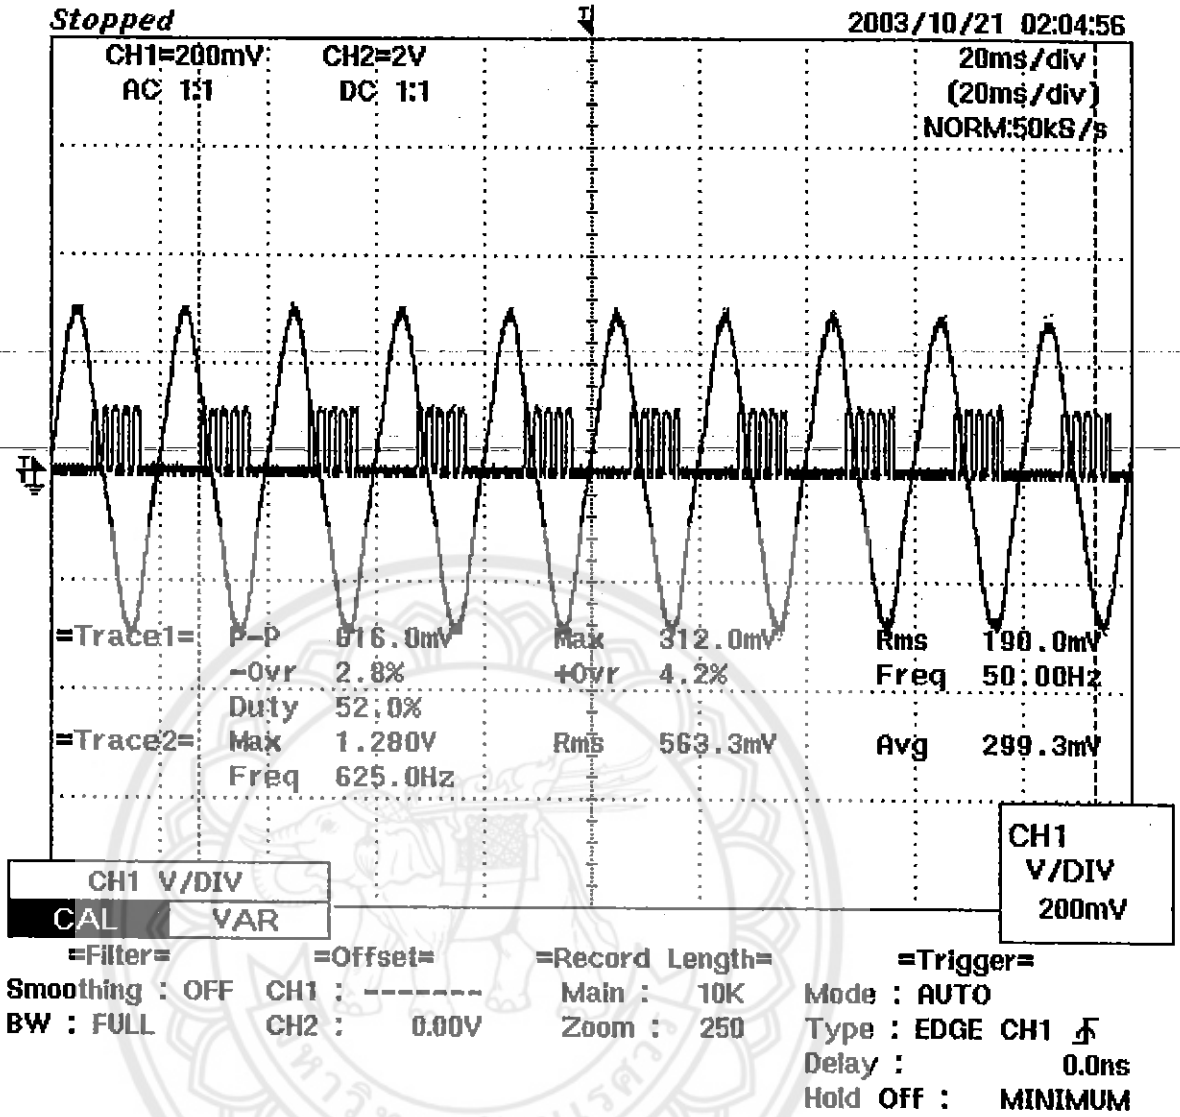 Stopped 2003/10/21 02:04:56
CH1=200mV CH2=2V 20ms/div
AC 1:1 DC 1:1 (20ms/div)
NORM:50kS/s
=Trace1= P-P 616.0mV Max 312.0mV Rms 190.0mV
-Ovr 2.8% +Ovr 4.2% Freq 50.00Hz
Duty 52.0%
=Trace2= Max 1.280V Rms 563.3mV Avg 299.3mV
Freq 625.0Hz
CH1
V/DIV
200mV
CH1 V/DIV
CAL VAR
=Filter= =Offset= =Record Length= =Trigger=
Smoothing : OFF CH1 : ------- Main : 10K Mode : AUTO
BW : FULL CH2 : 0.00V Zoom : 250 Type : EDGE CH1
Delay : 0.0ns
Hold Off : MINIMUM